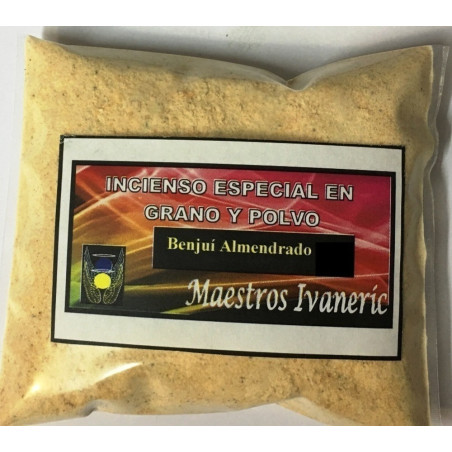 INCIENSO ESPECIAL EN
GRANO Y POLVO
Benjuí Almendrado
Maestros Ivaneric